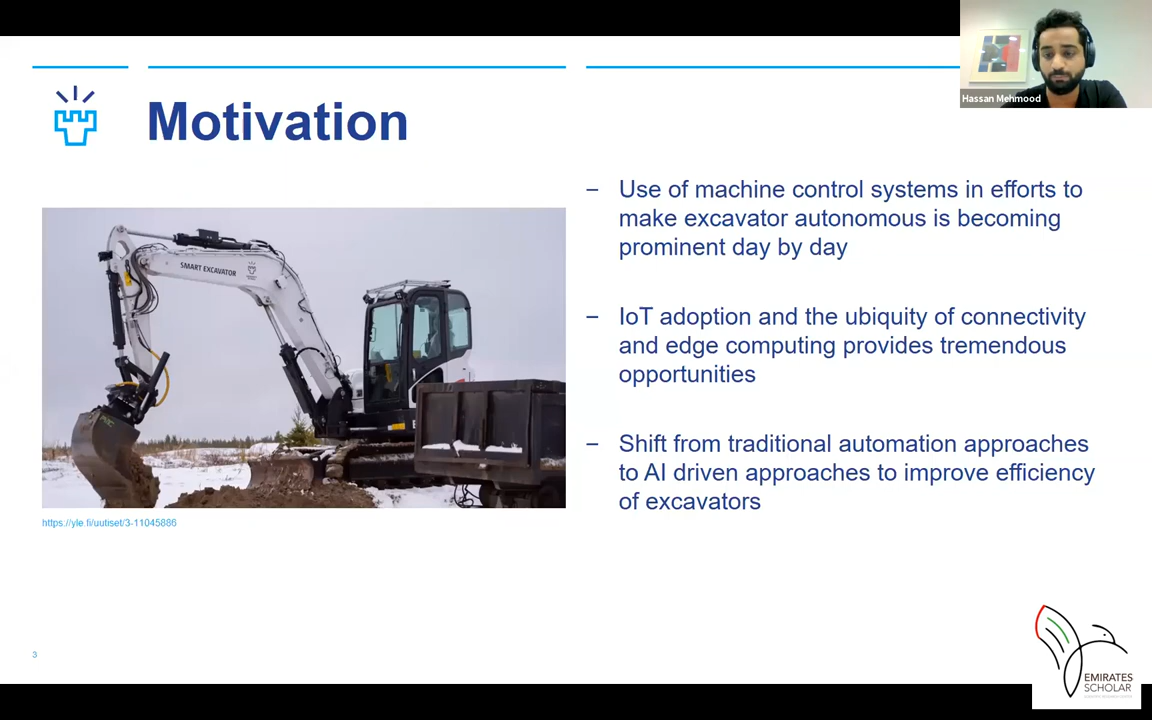 Hassan Mehmood
Motivation
– Use of machine control systems in efforts to
make excavator autonomous is becoming
prominent day by day
– IoT adoption and the ubiquity of connectivity
and edge computing provides tremendous
opportunities
– Shift from traditional automation approaches
to AI driven approaches to improve efficiency
of excavators
SMART EXCAVATOR
https://yle.fi/uutiset/3-11045886
3
EMIRATES
SCHOLAR